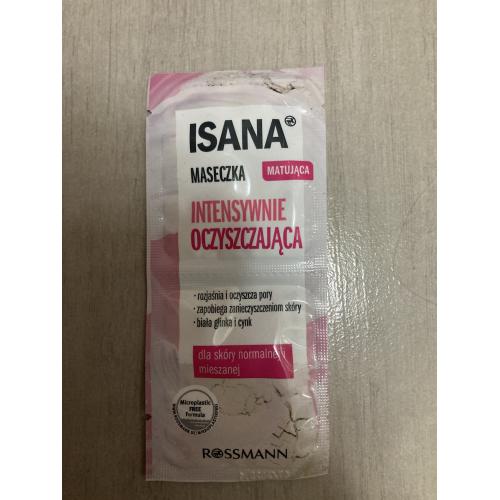 ISANA
MASECZKA
MATUJĄCA
INTENSYWNIE
OCZYSZCZAJĄCA
· rozjaśnia i oczyszcza pory
· zapobiega zanieczyszczeniom skóry
· biała glinka i cynk
dla skóry normalnej i
mieszanej
Microplastic
FREE
Formula
ROSSMANN